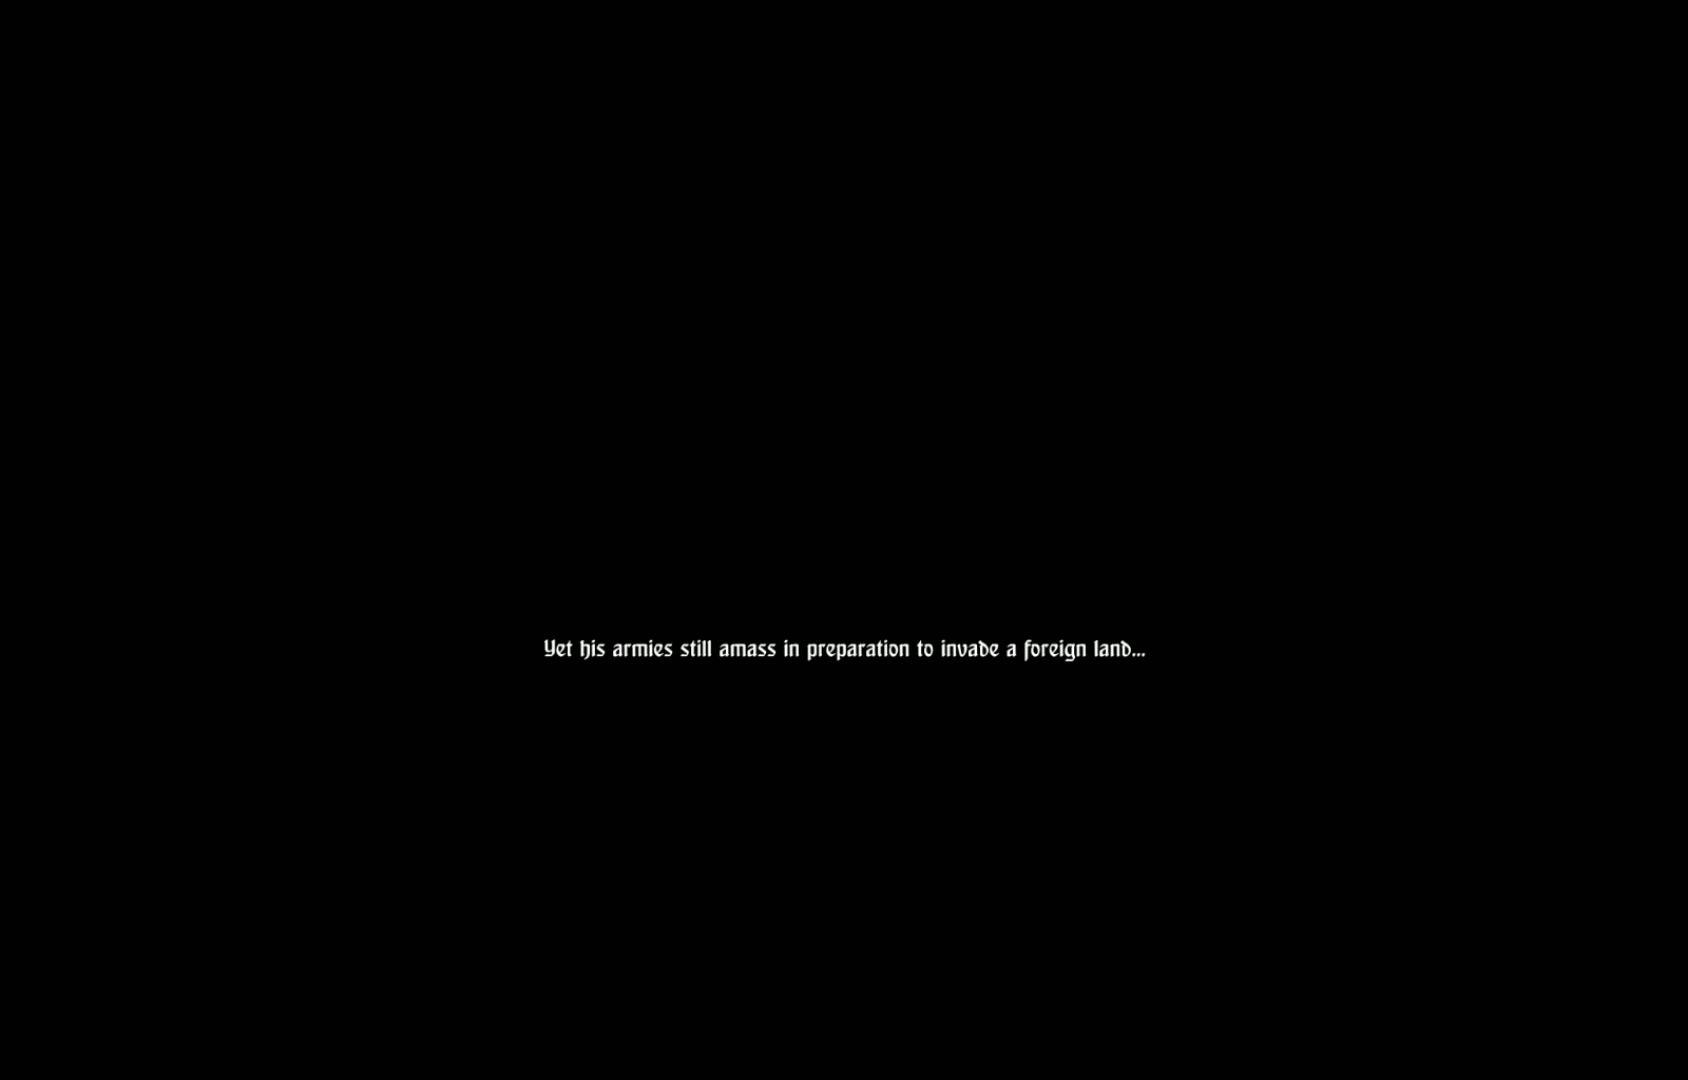 Yet his armies still amass in preparation to invade a foreign land...